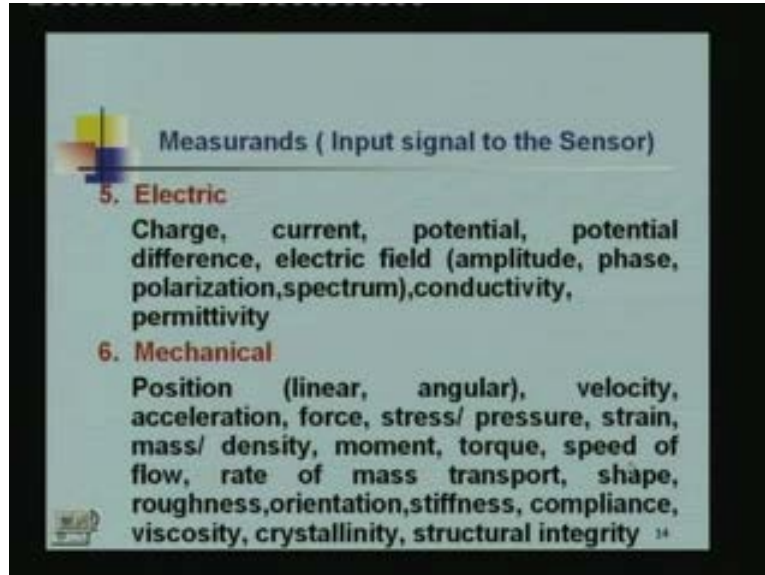 Measurands ( Input signal to the Sensor)
5. Electric
Charge, current, potential, potential
difference, electric field (amplitude, phase,
polarization,spectrum),conductivity,
permittivity
6. Mechanical
Position (linear, angular), velocity,
acceleration, force, stress/ pressure, strain,
mass/ density, moment, torque, speed of
flow, rate of mass transport, shape,
roughness,orientation,stiffness, compliance,
viscosity, crystallinity, structural integrity